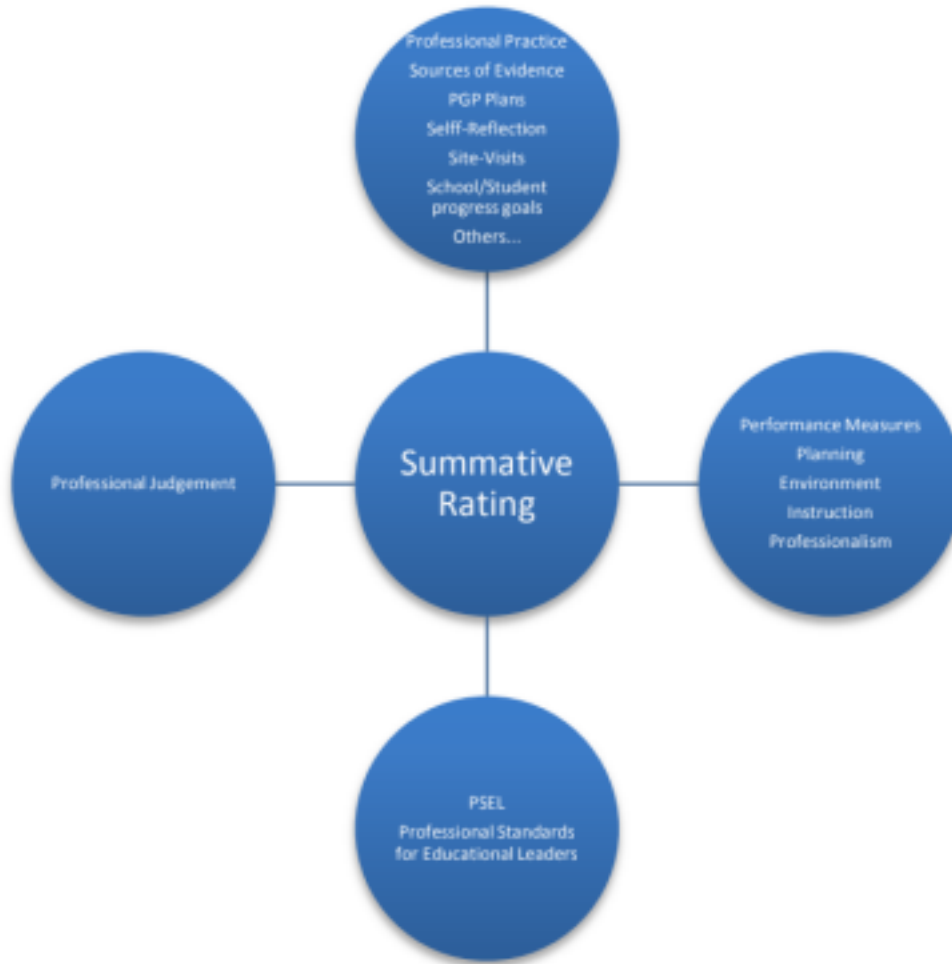 Professional Practice
Sources of Evidence
PGP Plans
Selff-Reflection
Site-Visits
School/Student
progress goals
Others...
Professional Judgement
Summative
Rating
Performance Measures
Planning
Environment
Instruction
Professionalism
PSEL
Professional Standards
for Educational Leaders